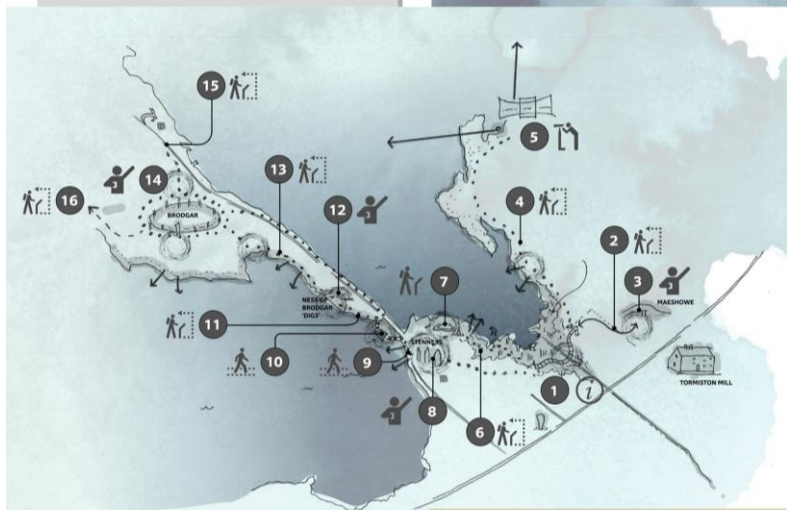 15
13
5
14
12
16
BRODGAR
4
2
3
7
MAESHOWE
NESS OF
BRODGAR
'DIGS'
11
STENNESS
10
9
1
i
TORMISTON MILL
8
6